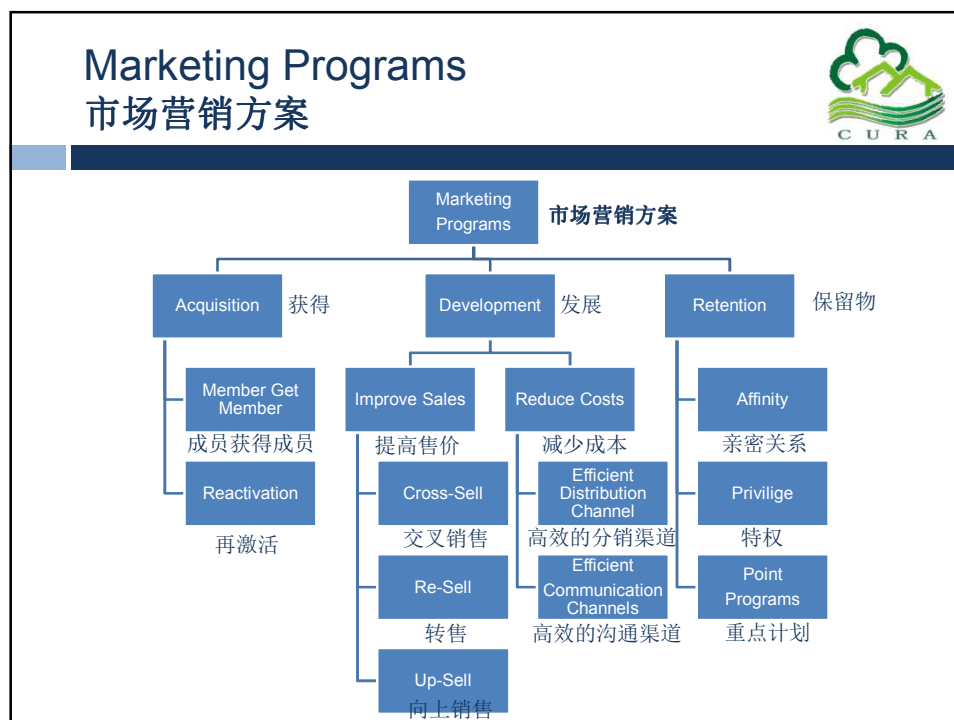 Marketing Programs
市场营销方案
C U R A
Marketing
Programs
市场营销方案
Acquisition
获得
Development
发展
Retention
保留物
Member Get
Member
成员获得成员
Reactivation
再激活
Improve Sales
提高售价
Cross-Sell
交叉销售
Re-Sell
转售
Up-Sell
向上销售
Reduce Costs
减少成本
Efficient
Distribution
Channel
高效的分销渠道
Efficient
Communication
Channels
高效的沟通渠道
Affinity
亲密关系
Privilige
特权
Point
Programs
重点计划